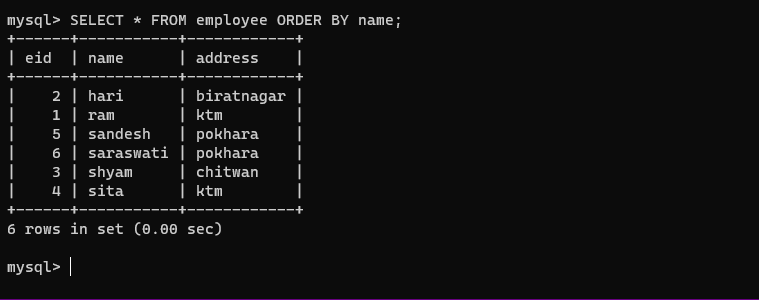 mysql> SELECT * FROM employee ORDER BY name;
+------+-----------+------------+
| eid  | name      | address    |
+------+-----------+------------+
|    2 | hari      | biratnagar |
|    1 | ram       | ktm        |
|    5 | sandesh   | pokhara    |
|    6 | saraswati | pokhara    |
|    3 | shyam     | chitwan    |
|    4 | sita      | ktm        |
+------+-----------+------------+
6 rows in set (0.00 sec)
mysql>